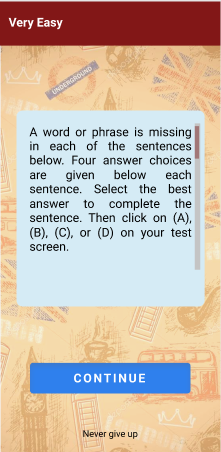 Very Easy
UNDERGROUND
A word or phrase is missing
in each of the sentences
below. Four answer choices
are given below each
sentence. Select the best
answer to complete the
sentence. Then click on (A),
(B), (C), or (D) on your test
screen.
CONTINUE
Never give up